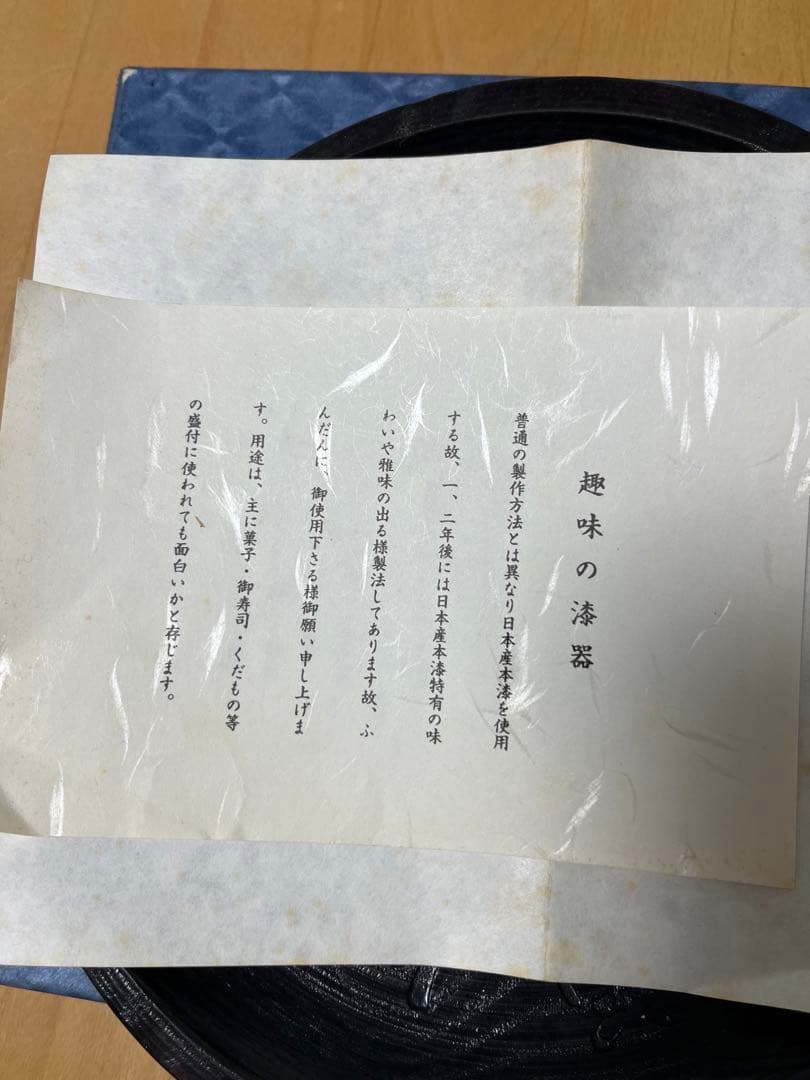 趣味の漆器
普通の製作方法とは異なり日本産本漆を使用
する故、一、二年後には日本産本漆特有の味
わいや雅味の出る様製法してあります故、ふ
んだんに、御使用下さる様御願い申し上げま
す。用途は、主に菓子・御寿司・くだもの等
の盛付に使われても面白いかと存じます。